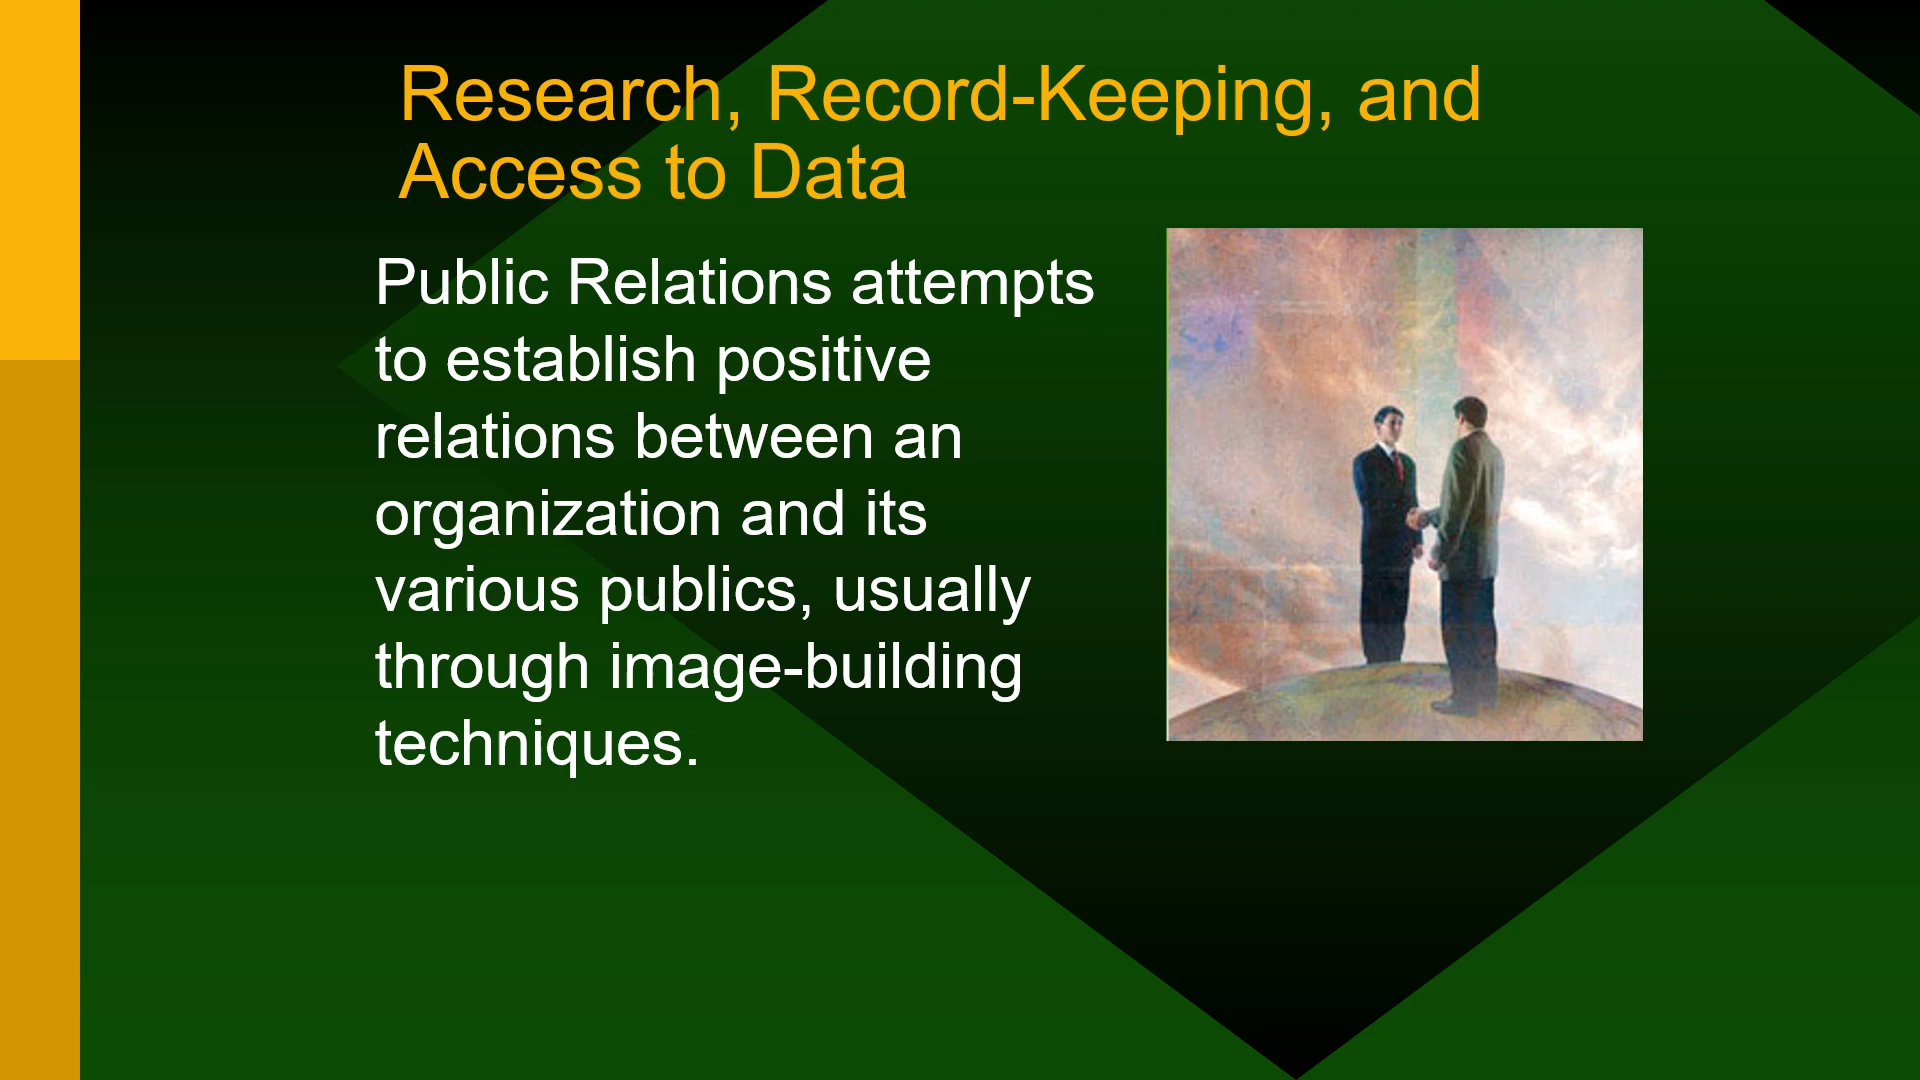 Research, Record-Keeping, and
Access to Data
Public Relations attempts
to establish positive
relations between an
organization and its
various publics, usually
through image-building
techniques.